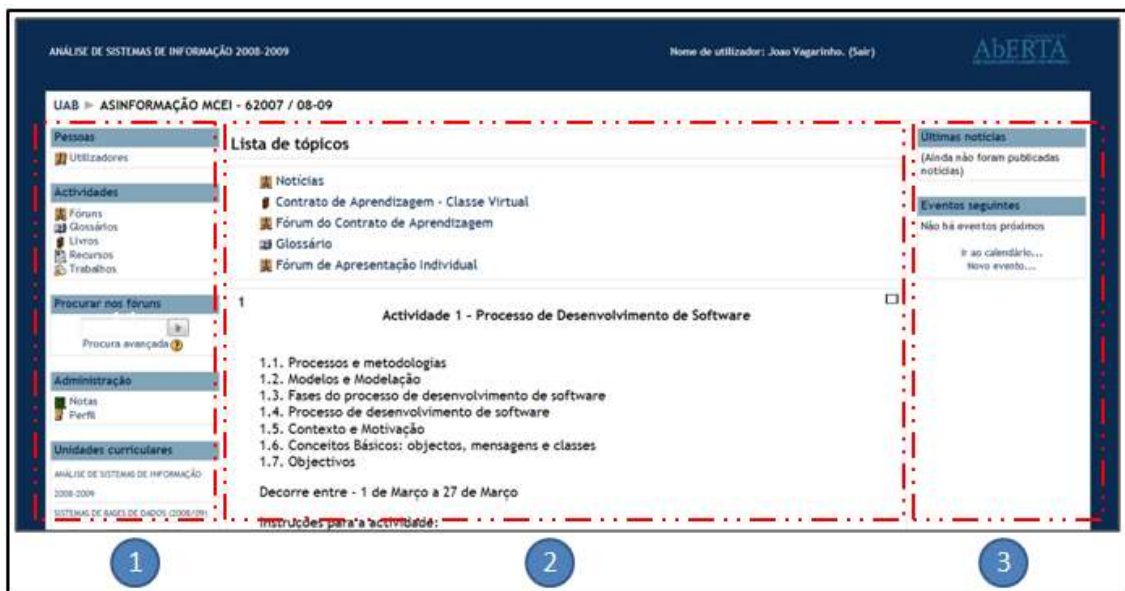 ANÁLISE DE SISTEMAS DE INFORMAÇÃO 2008-2009
Nome de utilizador: Joao Vagarinho. (Sair)
AbERTA
UAB ► ASINFORMAÇÃO MCEI - 62007 / 08-09
Pessoas
Utilizadores
Actividades
Fóruns
Glossários
Livros
Recursos
Trabalhos
Procurar nos fóruns
Ir
Procura avançada
Administração
Notas
Perfil
Unidades curriculares
ANÁLISE DE SISTEMAS DE INFORMAÇÃO
2008-2009
SISTEMAS DE BASES DE DADOS (2008/09)
1
Lista de tópicos
Notícias
Contrato de Aprendizagem - Classe Virtual
Fórum do Contrato de Aprendizagem
Glossário
Fórum de Apresentação Individual
1
Actividade 1 - Processo de Desenvolvimento de Software
1.1. Processos e metodologias
1.2. Modelos e Modelação
1.3. Fases do processo de desenvolvimento de software
1.4. Processo de desenvolvimento de software
1.5. Contexto e Motivação
1.6. Conceitos Básicos: objectos, mensagens e classes
1.7. Objectivos
Decorre entre - 1 de Março a 27 de Março
Instruções para a actividade:
2
Últimas notícias
(Ainda não foram publicadas
notícias)
Eventos seguintes
Não há eventos próximos
Ir ao calendário...
Novo evento...
3